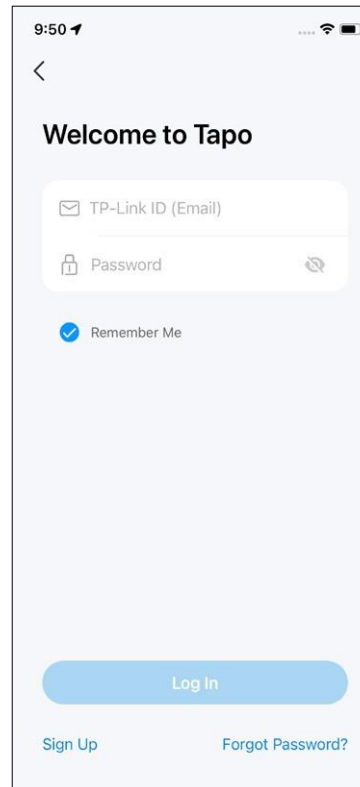 9:50
Welcome to Tapo
TP-Link ID (Email)
Password
Remember Me
Log In
Sign Up Forgot Password?